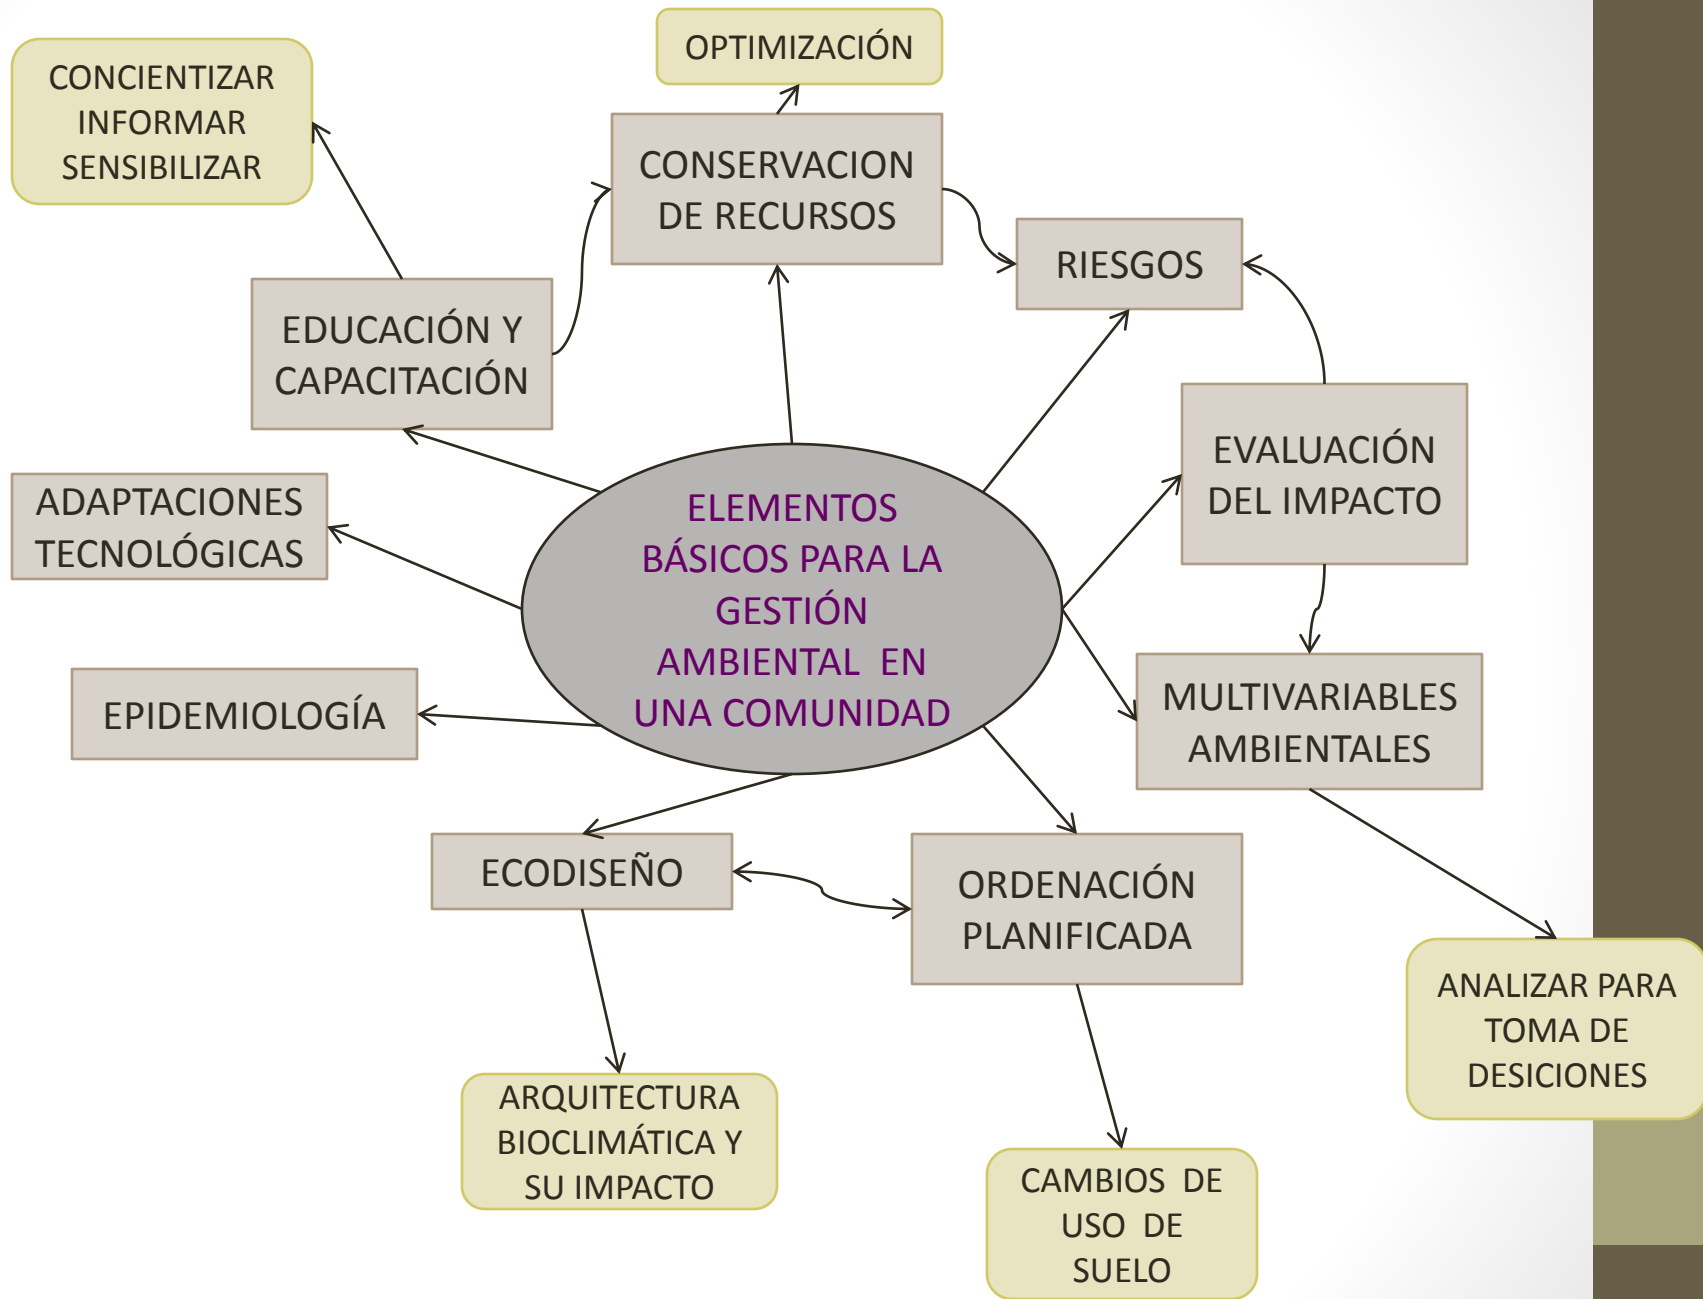 OPTIMIZACIÓN
CONCIENTIZAR
INFORMAR
SENSIBILIZAR
CONSERVACION
DE RECURSOS
RIESGOS
EDUCACIÓN Y
CAPACITACIÓN
EVALUACIÓN
DEL IMPACTO
ADAPTACIONES
TECNOLÓGICAS
ELEMENTOS
BÁSICOS PARA LA
GESTIÓN
AMBIENTAL EN
UNA COMUNIDAD
EPIDEMIOLOGÍA
MULTIVARIABLES
AMBIENTALES
ECODISEÑO
ORDENACIÓN
PLANIFICADA
ANALIZAR PARA
TOMA DE
DESICIONES
ARQUITECTURA
BIOCLIMÁTICA Y
SU IMPACTO
CAMBIOS DE
USO DE
SUELO